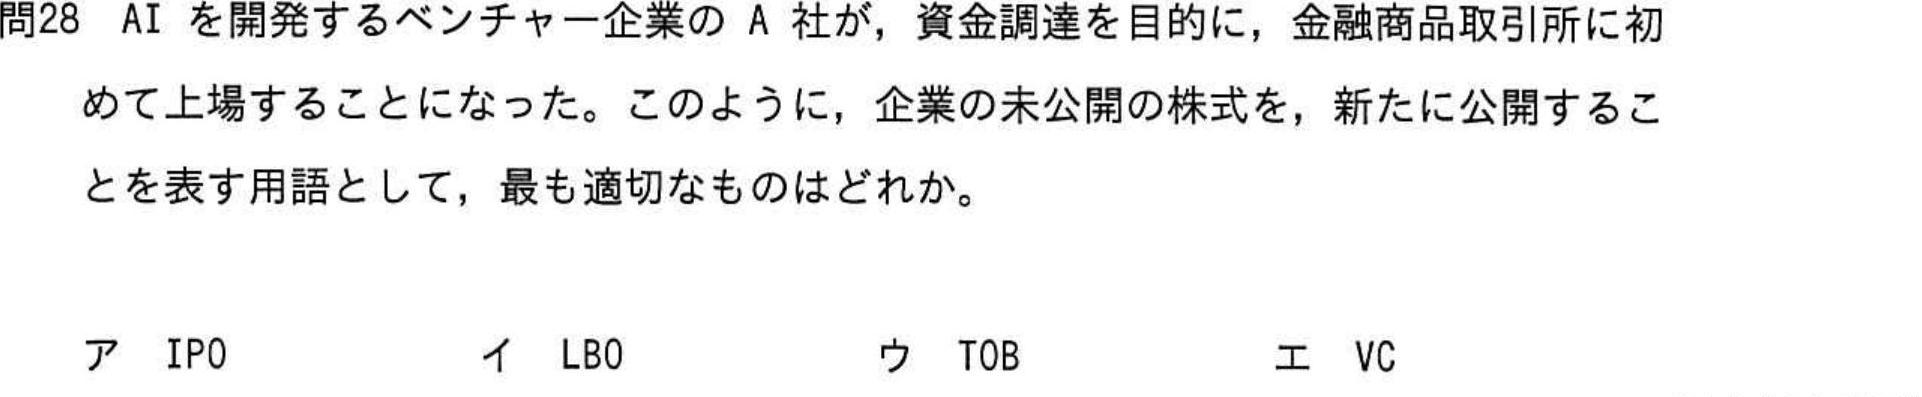 問28 AI を開発するベンチャー企業の A 社が，資金調達を目的に，金融商品取引所に初
めて上場することになった。このように，企業の未公開の株式を，新たに公開するこ
とを表す用語として，最も適切なものはどれか。
ア IPO イ LBO ウ TOB エ VC